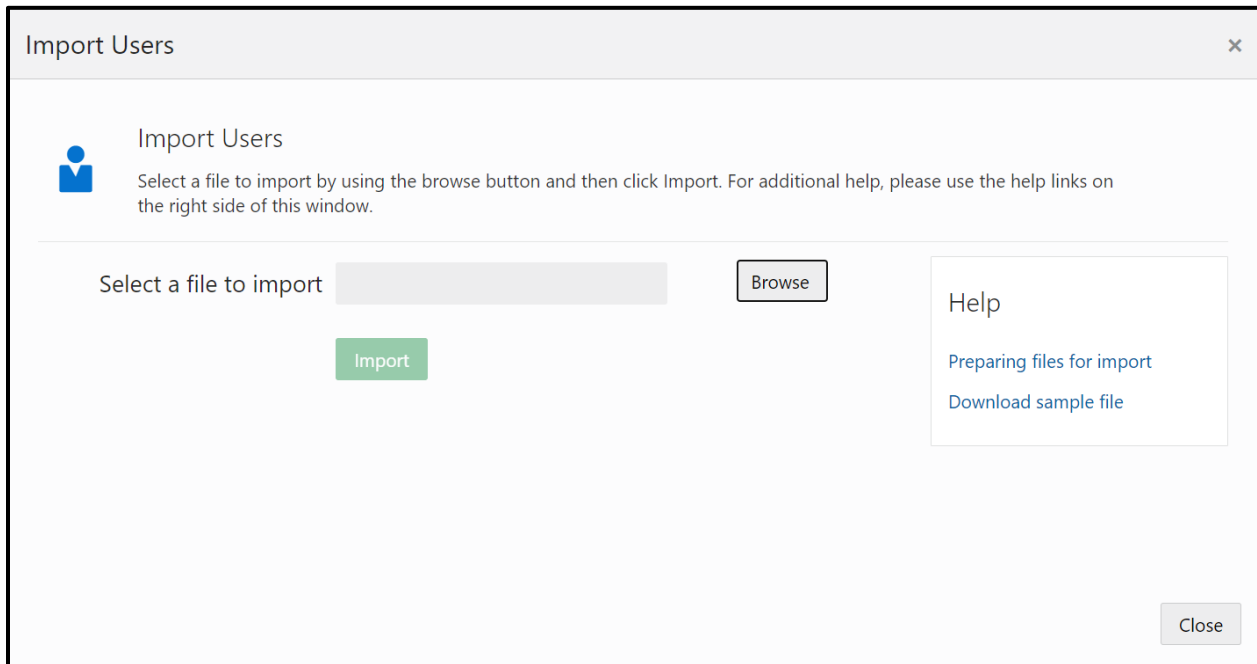 Import Users
×
Import Users
Select a file to import by using the browse button and then click Import. For additional help, please use the help links on
the right side of this window.
Select a file to import
Browse
Import
Help
Preparing files for import
Download sample file
Close